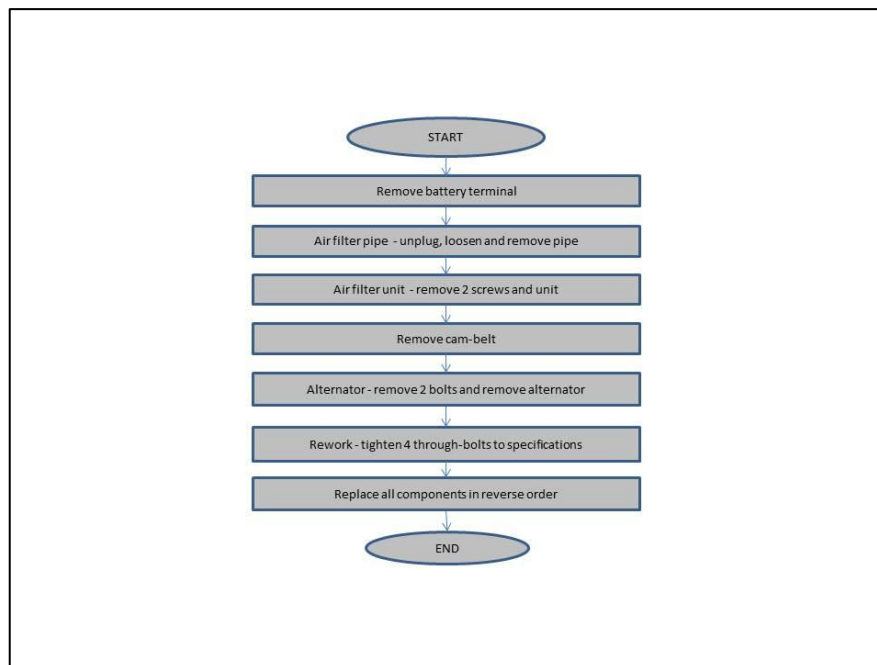 START
Remove battery terminal
Air filter pipe - unplug, loosen and remove pipe
Air filter unit - remove 2 screws and unit
Remove cam-belt
Alternator - remove 2 bolts and remove alternator
Rework - tighten 4 through-bolts to specifications
Replace all components in reverse order
END